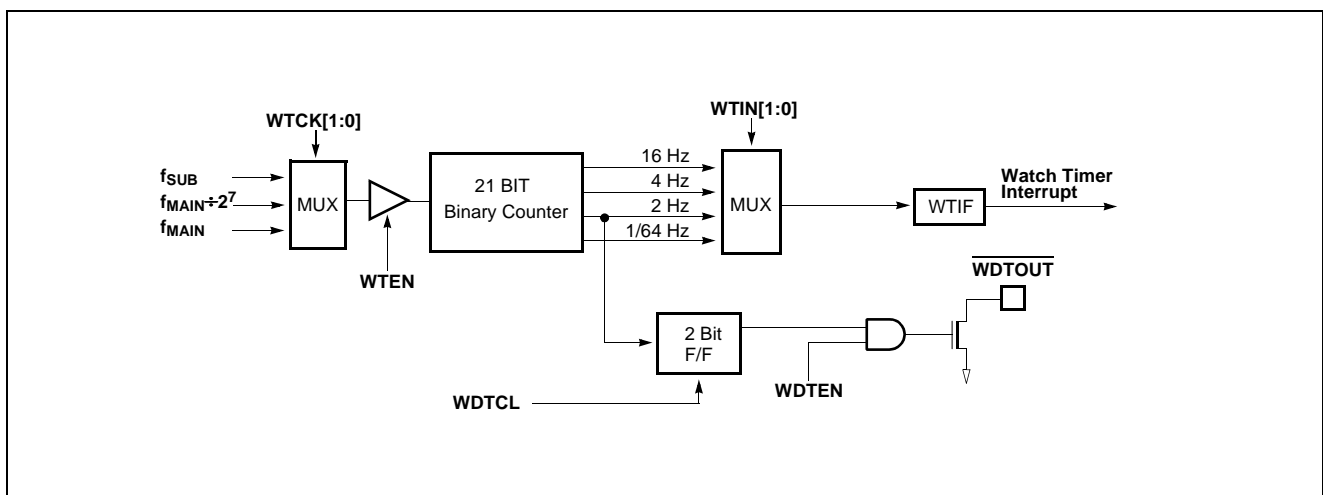 WTCK[1:0]
fSUB
fMAIN÷2⁷
fMAIN
MUX
WTEN
21 BIT
Binary Counter
16 Hz
4 Hz
2 Hz
1/64 Hz
WTIN[1:0]
MUX
WTIF
Watch Timer
Interrupt
WDTOUT
2 Bit
F/F
WDTEN
WDTCL